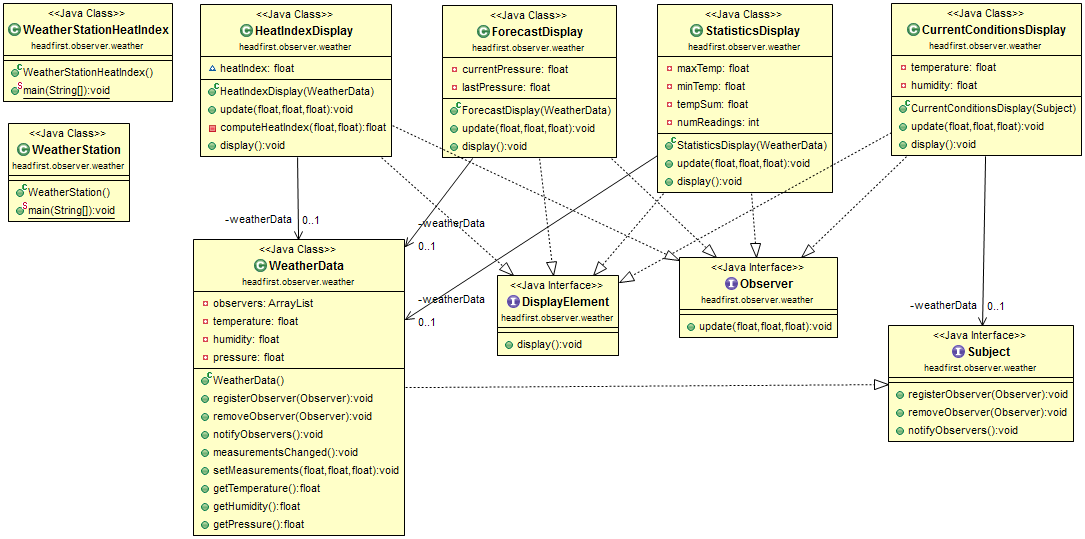 <<Java Class>>
WeatherStationHeatIndex
headfirst.observer.weather
WeatherStationHeatIndex()
main(String[]):void
<<Java Class>>
WeatherStation
headfirst.observer.weather
WeatherStation()
main(String[]):void
<<Java Class>>
HeatIndexDisplay
headfirst.observer.weather
heatIndex: float
HeatIndexDisplay(WeatherData)
update(float,float,float):void
computeHeatIndex(float,float):float
display():void
<<Java Class>>
ForecastDisplay
headfirst.observer.weather
currentPressure: float
lastPressure: float
ForecastDisplay(WeatherData)
update(float,float,float):void
display():void
<<Java Class>>
StatisticsDisplay
headfirst.observer.weather
maxTemp: float
minTemp: float
tempSum: float
numReadings: int
StatisticsDisplay(WeatherData)
update(float,float,float):void
display():void
<<Java Class>>
CurrentConditionsDisplay
headfirst.observer.weather
temperature: float
humidity: float
CurrentConditionsDisplay(Subject)
update(float,float,float):void
display():void
-weatherData 0..1
-weatherData
0..1
-weatherData
0..1
-weatherData 0..1
<<Java Class>>
WeatherData
headfirst.observer.weather
observers: ArrayList
temperature: float
humidity: float
pressure: float
WeatherData()
registerObserver(Observer):void
removeObserver(Observer):void
notifyObservers():void
measurementsChanged():void
setMeasurements(float,float,float):void
getTemperature():float
getHumidity():float
getPressure():float
<<Java Interface>>
DisplayElement
headfirst.observer.weather
display():void
<<Java Interface>>
Observer
headfirst.observer.weather
update(float,float,float):void
<<Java Interface>>
Subject
headfirst.observer.weather
registerObserver(Observer):void
removeObserver(Observer):void
notifyObservers():void